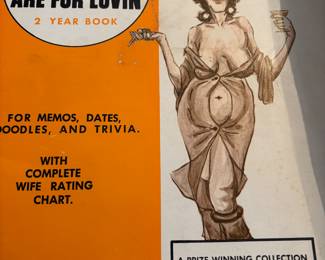 ARE FOR LOVIN'
2 YEAR BOOK
FOR MEMOS, DATES,
DOODLES, AND TRIVIA.
WITH
COMPLETE
WIFE RATING
CHART.
A PRIZE WINNING COLLECTION